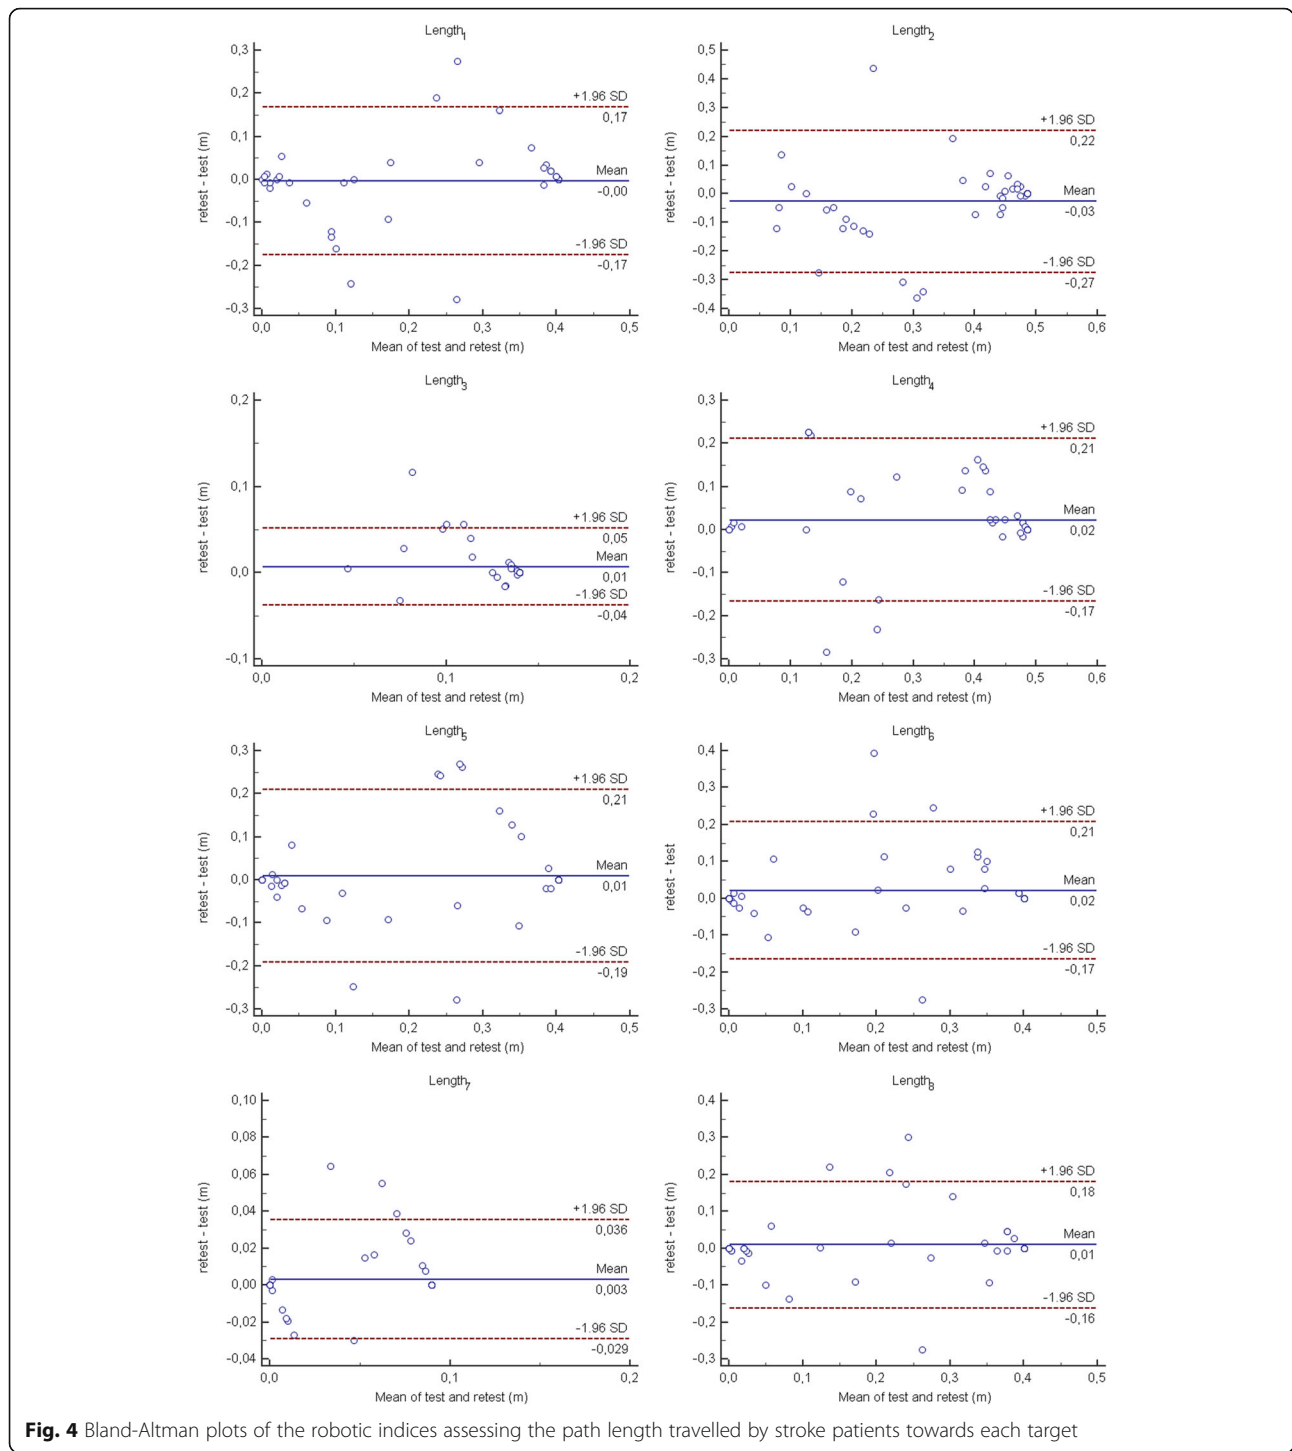 Length1
0,3
0,2
0,1
0,0
-0,1
-0,2
-0,3
retest - test (m)
+1.96 SD
0,17
Mean
-0,00
-1.96 SD
-0,17
0,0 0,1 0,2 0,3 0,4 0,5
Mean of test and retest (m)
Length2
0,5
0,4
0,3
0,2
0,1
0,0
-0,1
-0,2
-0,3
-0,4
retest - test (m)
+1.96 SD
0,22
Mean
-0,03
-1.96 SD
-0,27
0,0 0,1 0,2 0,3 0,4 0,5 0,6
Mean of test and retest (m)
Length3
0,2
0,1
0,0
-0,1
retest - test (m)
+1.96 SD
0,05
Mean
0,01
-1.96 SD
-0,04
0,0 0,1 0,2
Mean of test and retest (m)
Length4
0,3
0,2
0,1
0,0
-0,1
-0,2
-0,3
retest - test (m)
+1.96 SD
0,21
Mean
0,02
-1.96 SD
-0,17
0,0 0,1 0,2 0,3 0,4 0,5 0,6
Mean of test and retest (m)
Length5
0,3
0,2
0,1
0,0
-0,1
-0,2
-0,3
retest - test (m)
+1.96 SD
0,21
Mean
0,01
-1.96 SD
-0,19
0,0 0,1 0,2 0,3 0,4 0,5
Mean of test and retest (m)
Length6
0,4
0,3
0,2
0,1
0,0
-0,1
-0,2
-0,3
retest - test
+1.96 SD
0,21
Mean
0,02
-1.96 SD
-0,17
0,0 0,1 0,2 0,3 0,4 0,5
Mean of test and retest (m)
Length7
0,10
0,08
0,06
0,04
0,02
0,00
-0,02
-0,04
retest - test (m)
+1.96 SD
0,036
Mean
0,003
-1.96 SD
-0,029
0,0 0,1 0,2
Mean of test and retest (m)
Length8
0,4
0,3
0,2
0,1
0,0
-0,1
-0,2
-0,3
retest - test (m)
+1.96 SD
0,18
Mean
0,01
-1.96 SD
-0,16
0,0 0,1 0,2 0,3 0,4 0,5
Mean of test and retest (m)
Fig. 4 Bland-Altman plots of the robotic indices assessing the path length travelled by stroke patients towards each target